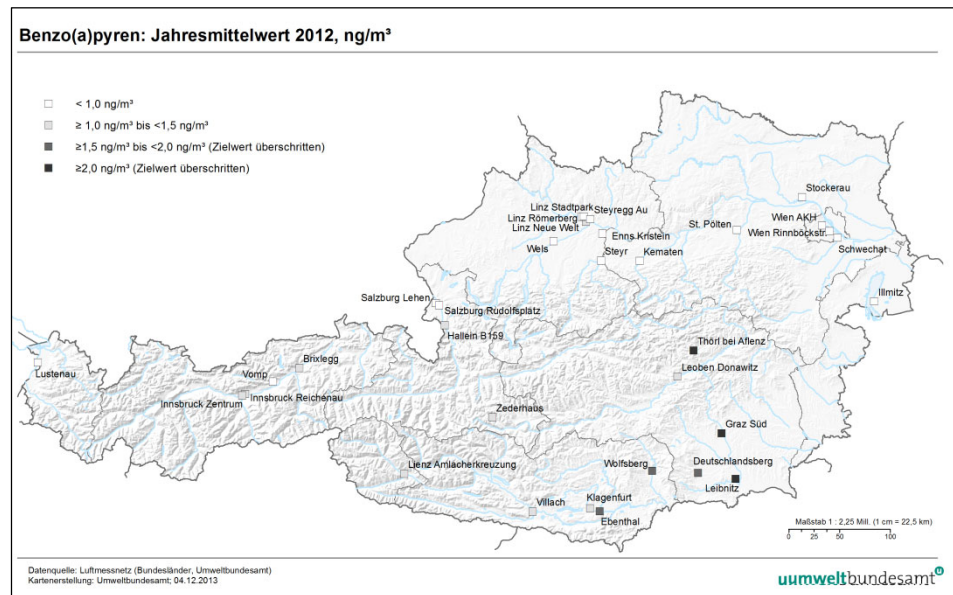 Benzo(a)pyren: Jahresmittelwert 2012, ng/m³
< 1,0 ng/m³
≥ 1,0 ng/m³ bis <1,5 ng/m³
≥1,5 ng/m³ bis <2,0 ng/m³ (Zielwert überschritten)
≥2,0 ng/m³ (Zielwert überschritten)
Stockerau
Linz Stadtpark
Steyregg Au
Linz Römerberg
Linz Neue Welt
Wien AKH
St. Pölten
Wien Rinnböckstr.
Enns Kristein
Wels
Schwechat
Steyr
Kematen
Illmitz
Salzburg Lehen
Salzburg Rudolfsplatz
Hallein B159
Thörl bei Aflenz
Lustenau
Brixlegg
Vomp
Leoben Donawitz
Innsbruck Zentrum
Innsbruck Reichenau
Zederhaus
Graz Süd
Lienz Amlacherkreuzung
Wolfsberg
Deutschlandsberg
Leibnitz
Villach
Klagenfurt
Ebenthal
Maßstab 1 : 2,25 Mill. (1 cm = 22,5 km)
0 25 50 100
Datenquelle: Luftmessnetz (Bundesländer, Umweltbundesamt)
Kartenerstellung: Umweltbundesamt; 04.12.2013
uumweltbundesamt u